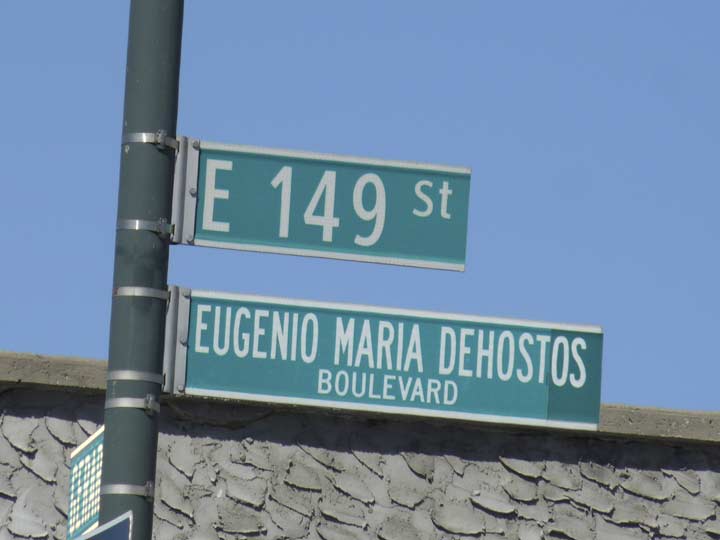 E 149 St
EUGENIO MARIA DEHOSTOS
BOULEVARD